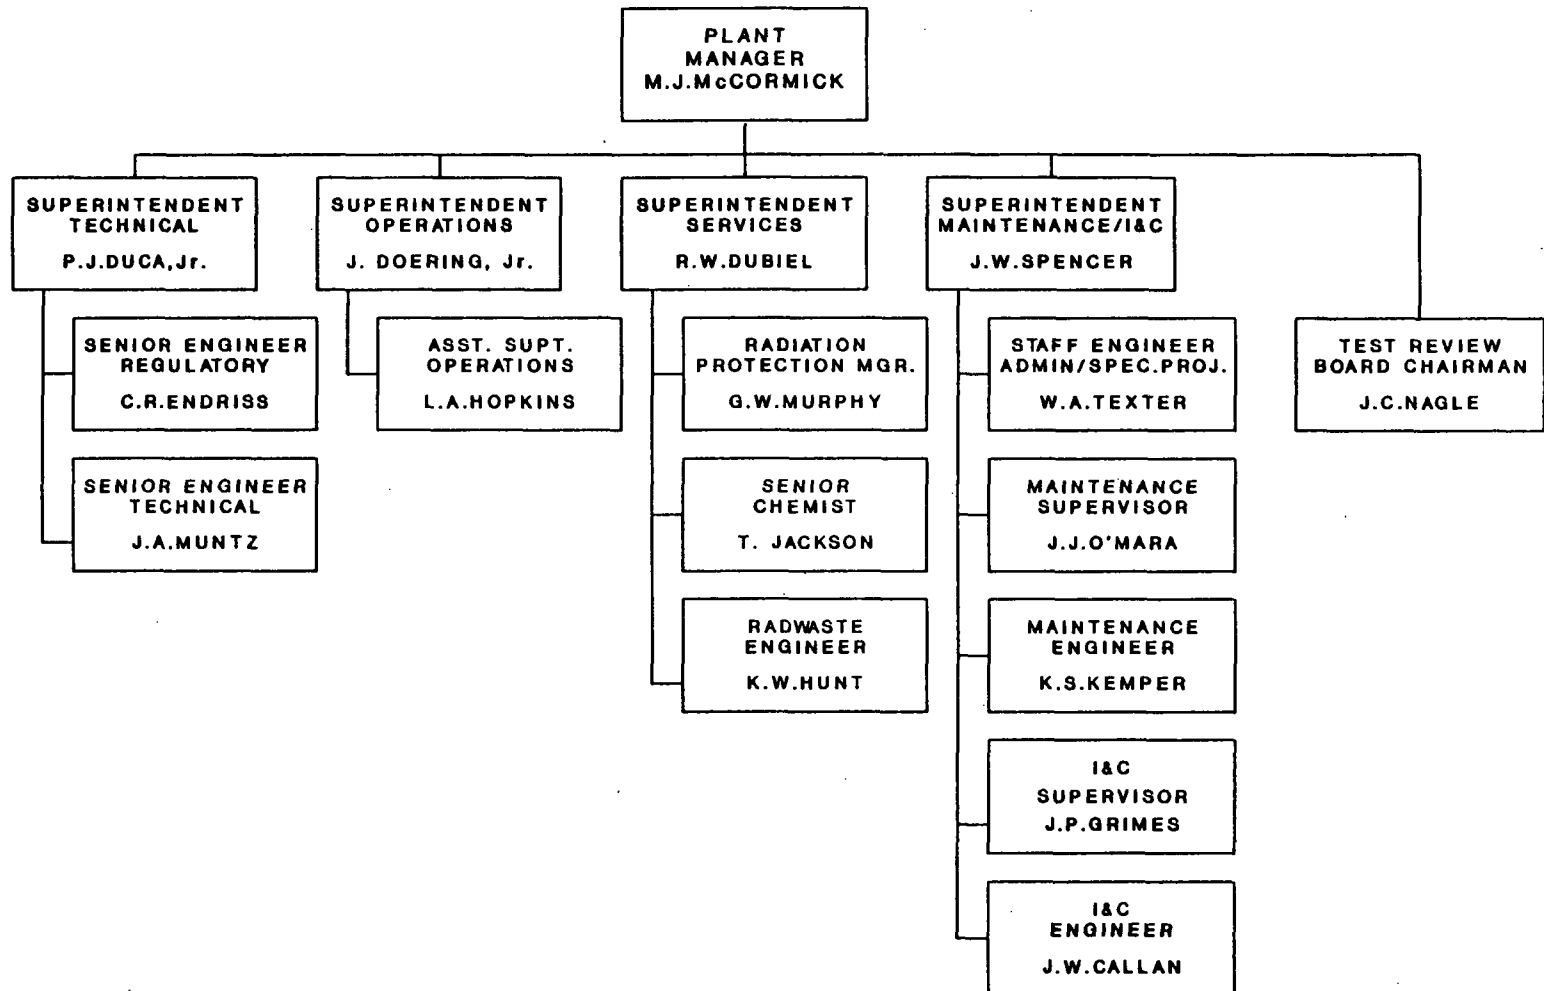 PLANT
MANAGER
M.J.McCORMICK
SUPERINTENDENT
TECHNICAL
P.J.DUCA,Jr.
SENIOR ENGINEER
REGULATORY
C.R.ENDRISS
SENIOR ENGINEER
TECHNICAL
J.A.MUNTZ
SUPERINTENDENT
OPERATIONS
J. DOERING, Jr.
ASST. SUPT.
OPERATIONS
L.A.HOPKINS
SUPERINTENDENT
SERVICES
R.W.DUBIEL
RADIATION
PROTECTION MGR.
G.W.MURPHY
SENIOR
CHEMIST
T. JACKSON
RADWASTE
ENGINEER
K.W.HUNT
SUPERINTENDENT
MAINTENANCE/I&C
J.W.SPENCER
STAFF ENGINEER
ADMIN/SPEC.PROJ.
W.A.TEXTER
MAINTENANCE
SUPERVISOR
J.J.O'MARA
MAINTENANCE
ENGINEER
K.S.KEMPER
I&C
SUPERVISOR
J.P.GRIMES
I&C
ENGINEER
J.W.CALLAN
TEST REVIEW
BOARD CHAIRMAN
J.C.NAGLE